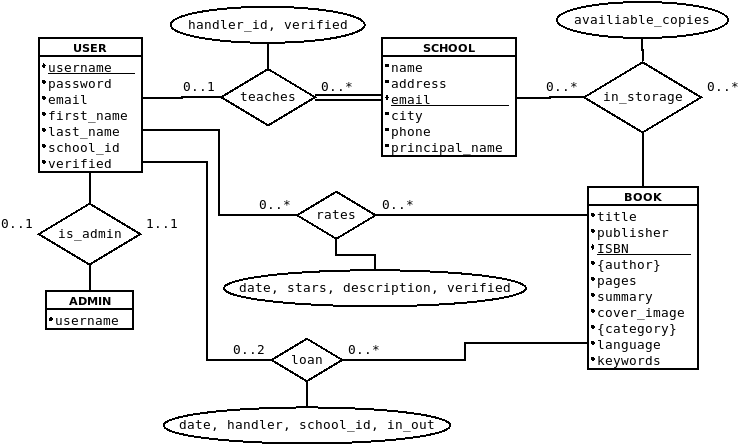 handler_id, verified
availiable_copies
USER
username
password
email
first_name
last_name
school_id
verified
0..1
teaches
0..*
SCHOOL
name
address
email
city
phone
principal_name
0..*
in_storage
0..*
0..*
rates
0..*
date, stars, description, verified
BOOK
title
publisher
ISBN
{author}
pages
summary
cover_image
{category}
language
keywords
0..1
is_admin
1..1
ADMIN
username
0..2
loan
0..*
date, handler, school_id, in_out